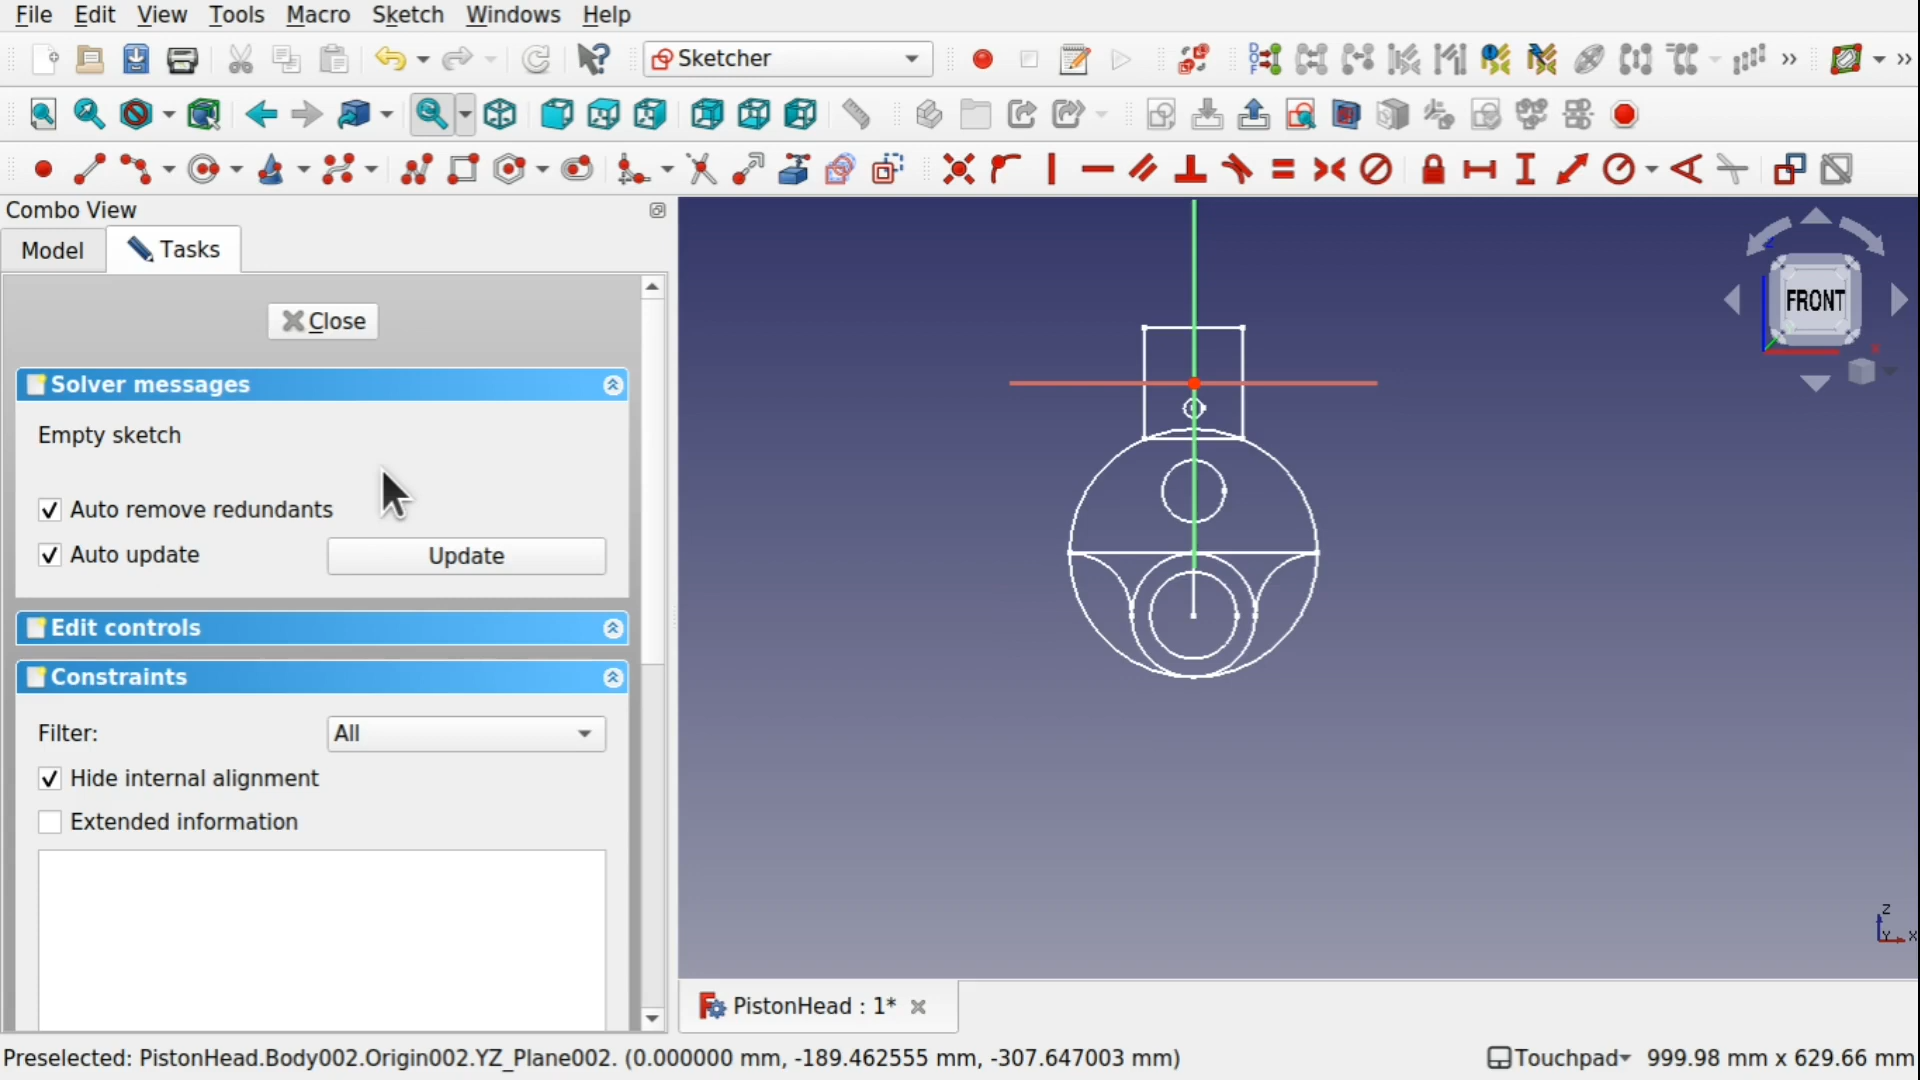 File Edit View Tools Macro Sketch Windows Help
Sketcher
Combo View
Model Tasks
Close
Solver messages
Empty sketch
Auto remove redundants
Auto update Update
Edit controls
Constraints
Filter: All
Hide internal alignment
Extended information
FRONT
Z
X
Y
PistonHead : 1*
Preselected: PistonHead.Body002.Origin002.YZ_Plane002. (0.000000 mm, -189.462555 mm, -307.647003 mm) Touchpad 999.98 mm x 629.66 mm